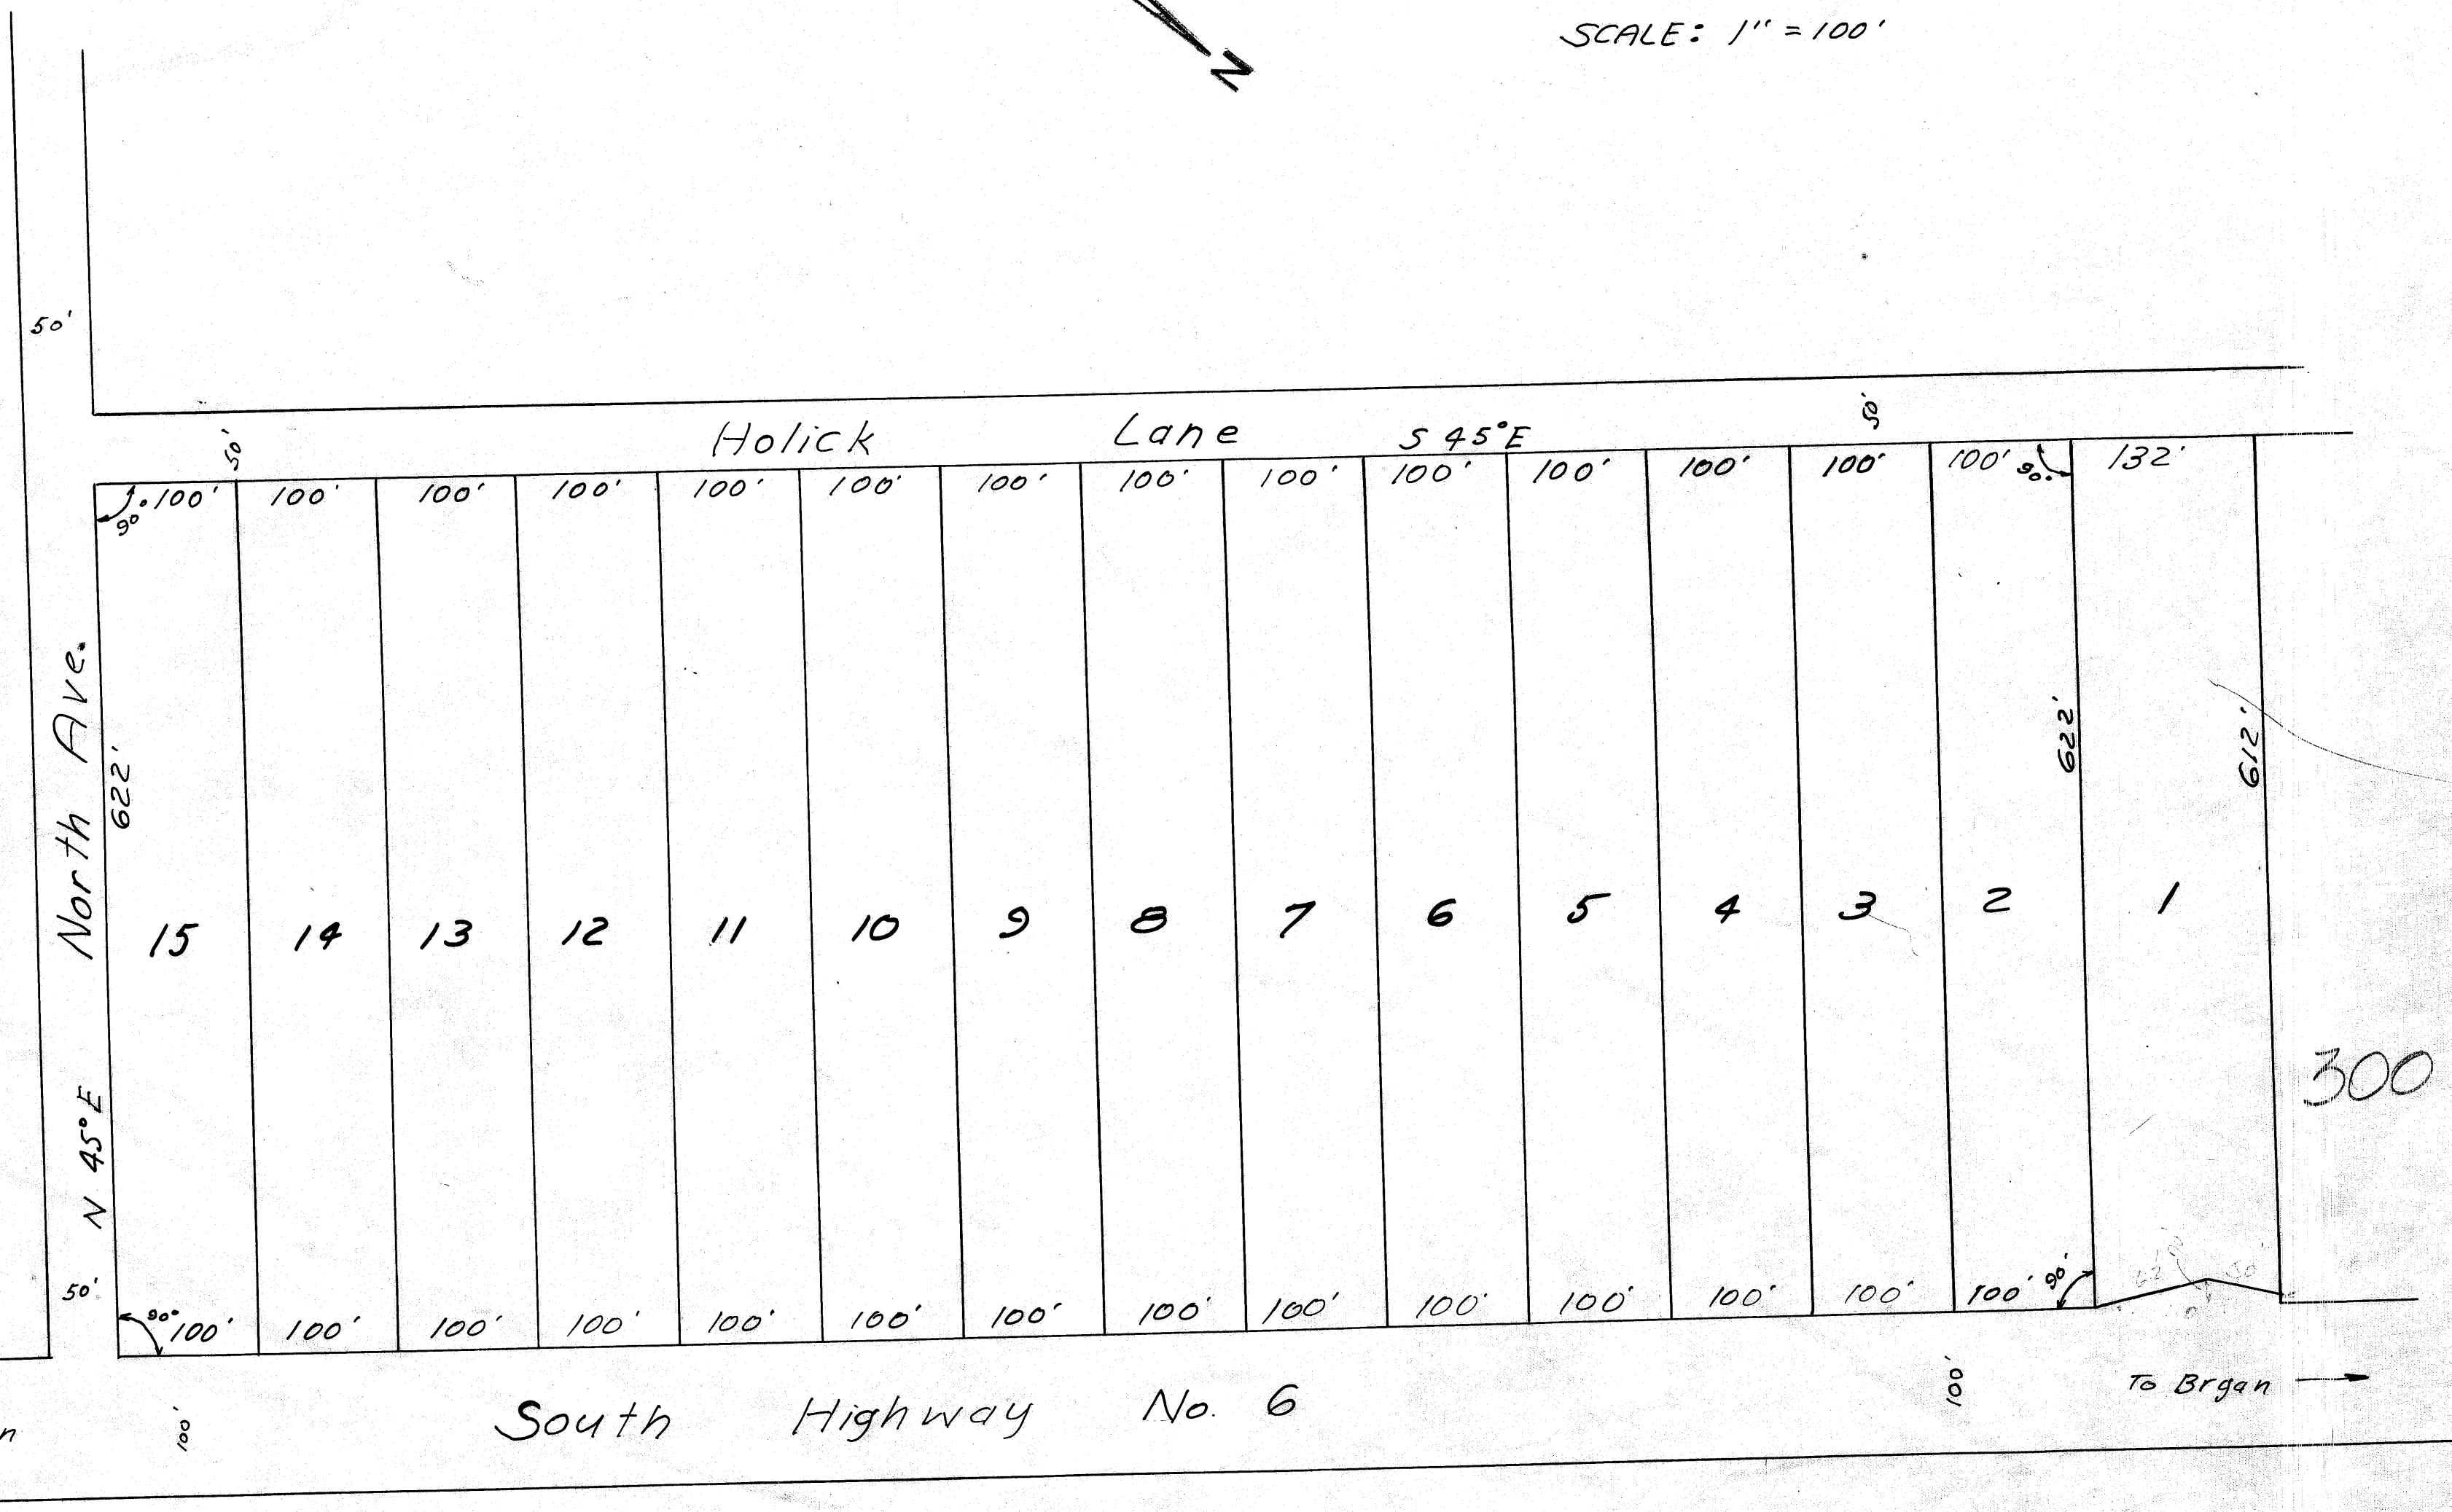 N
SCALE: 1" = 100'
50'
50'
Holick Lane S 45°E
50'
90° 100' 100' 100' 100' 100' 100' 100' 100' 100' 100' 100' 100' 100' 100' 90° 132'
North Ave.
N 45°E
622'
622'
612'
15 14 13 12 11 10 9 8 7 6 5 4 3 2 1
300
50'
90° 100' 100' 100' 100' 100' 100' 100' 100' 100' 100' 100' 100' 100' 100' 90°
50'
100'
South Highway No. 6
100'
To Bryan
n